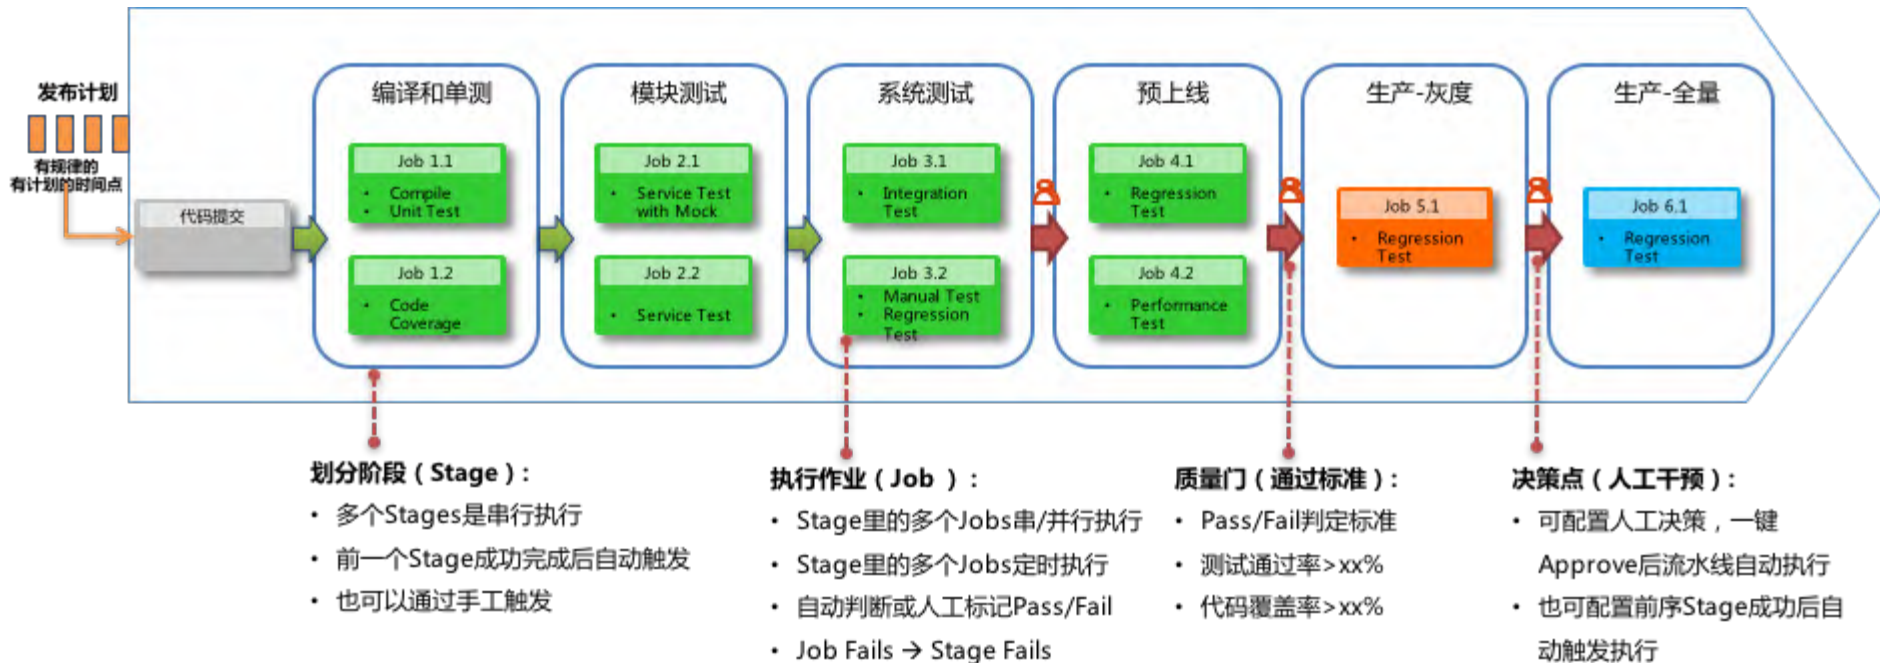 发布计划
有规律的
有计划的时间点
代码提交
编译和单测
Job 1.1
• Compile
• Unit Test
Job 1.2
• Code
Coverage
模块测试
Job 2.1
• Service Test
with Mock
Job 2.2
• Service Test
系统测试
Job 3.1
• Integration
Test
Job 3.2
• Manual Test
• Regression
Test
预上线
Job 4.1
• Regression
Test
Job 4.2
• Performance
Test
生产-灰度
Job 5.1
• Regression
Test
生产-全量
Job 6.1
• Regression
Test
划分阶段（Stage）：
• 多个Stages是串行执行
• 前一个Stage成功完成后自动触发
• 也可以通过手工触发
执行作业（Job ）：
• Stage里的多个Jobs串/并行执行
• Stage里的多个Jobs定时执行
• 自动判断或人工标记Pass/Fail
• Job Fails → Stage Fails
质量门（通过标准）：
• Pass/Fail判定标准
• 测试通过率>xx%
• 代码覆盖率>xx%
决策点（人工干预）：
• 可配置人工决策，一键
Approve后流水线自动执行
• 也可配置前序Stage成功后自
动触发执行